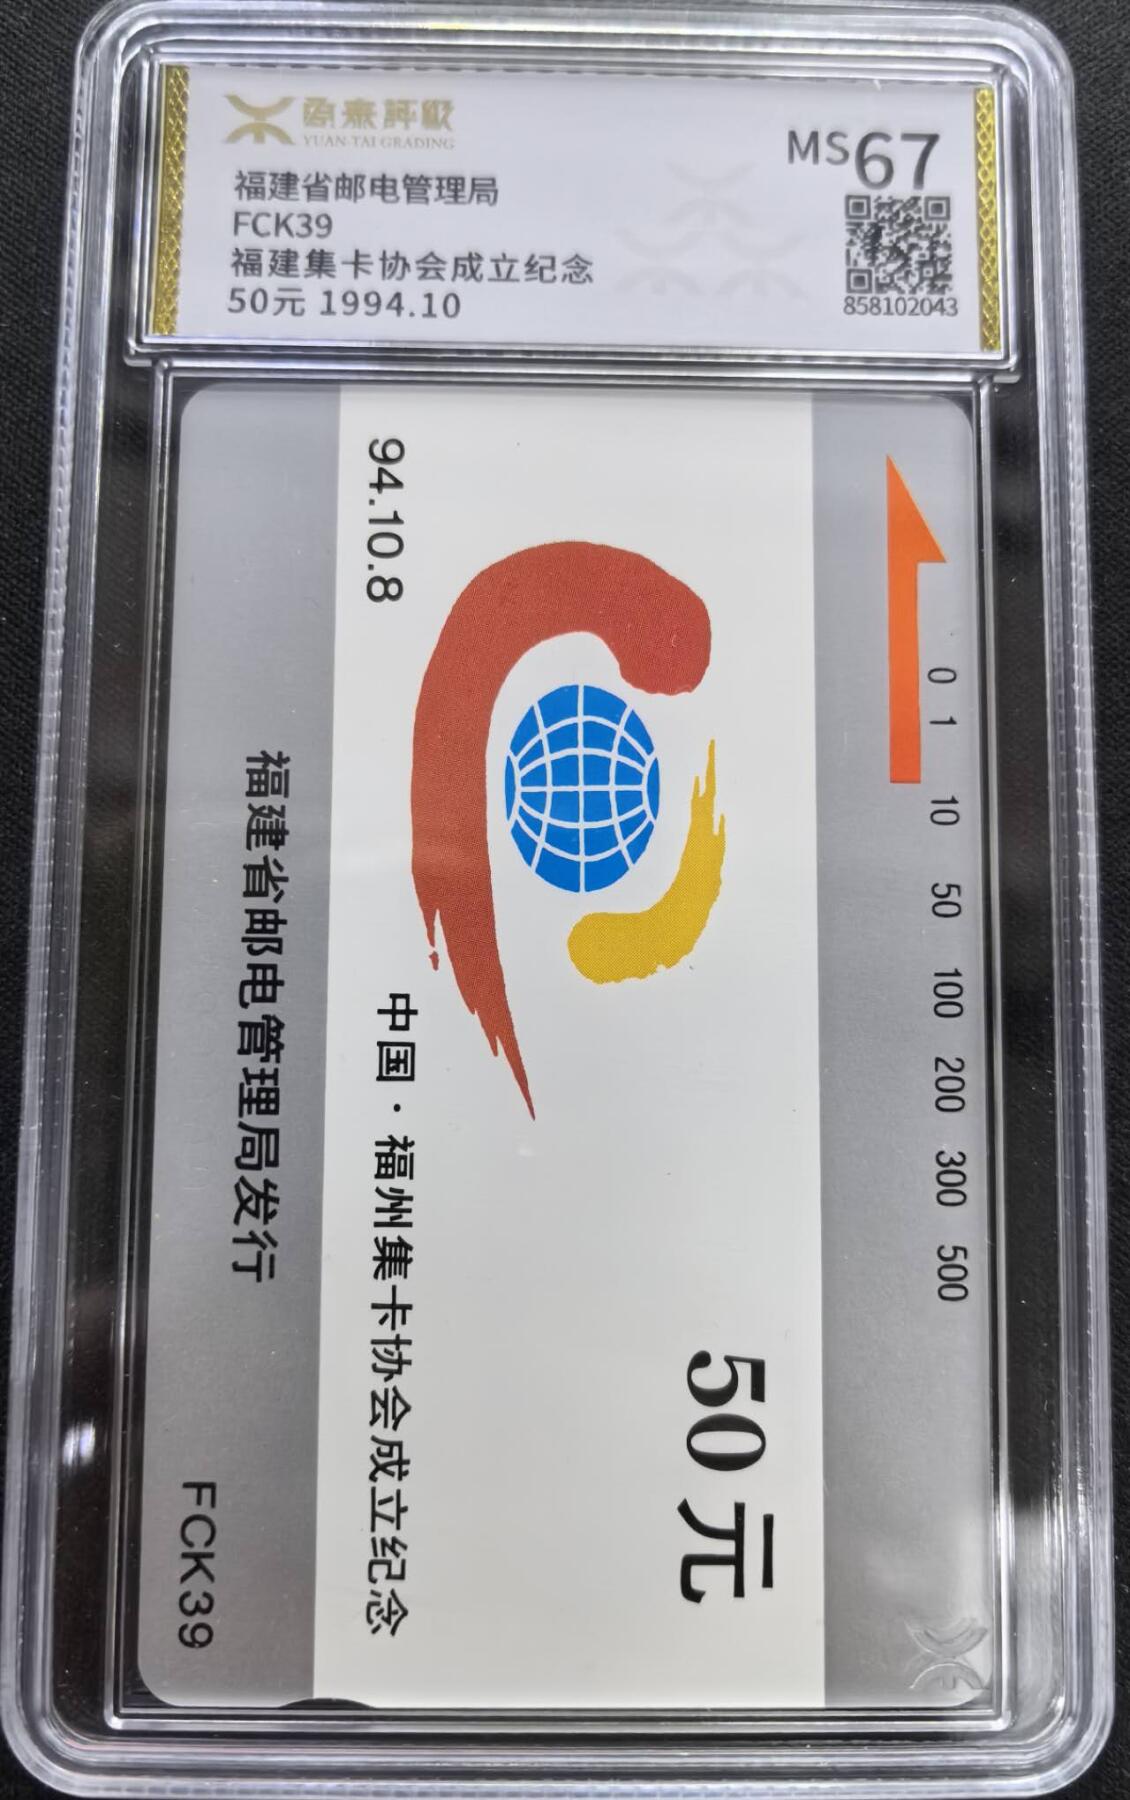 源泰評級
YUAN TAI GRADING
MS67
福建省邮电管理局
FCK39
福建集卡协会成立纪念
50元 1994.10
858102043
0 1 10 50 100 200 300 500
94.10.8
50元
中国·福州集卡协会成立纪念
福建省邮电管理局发行
FCK39